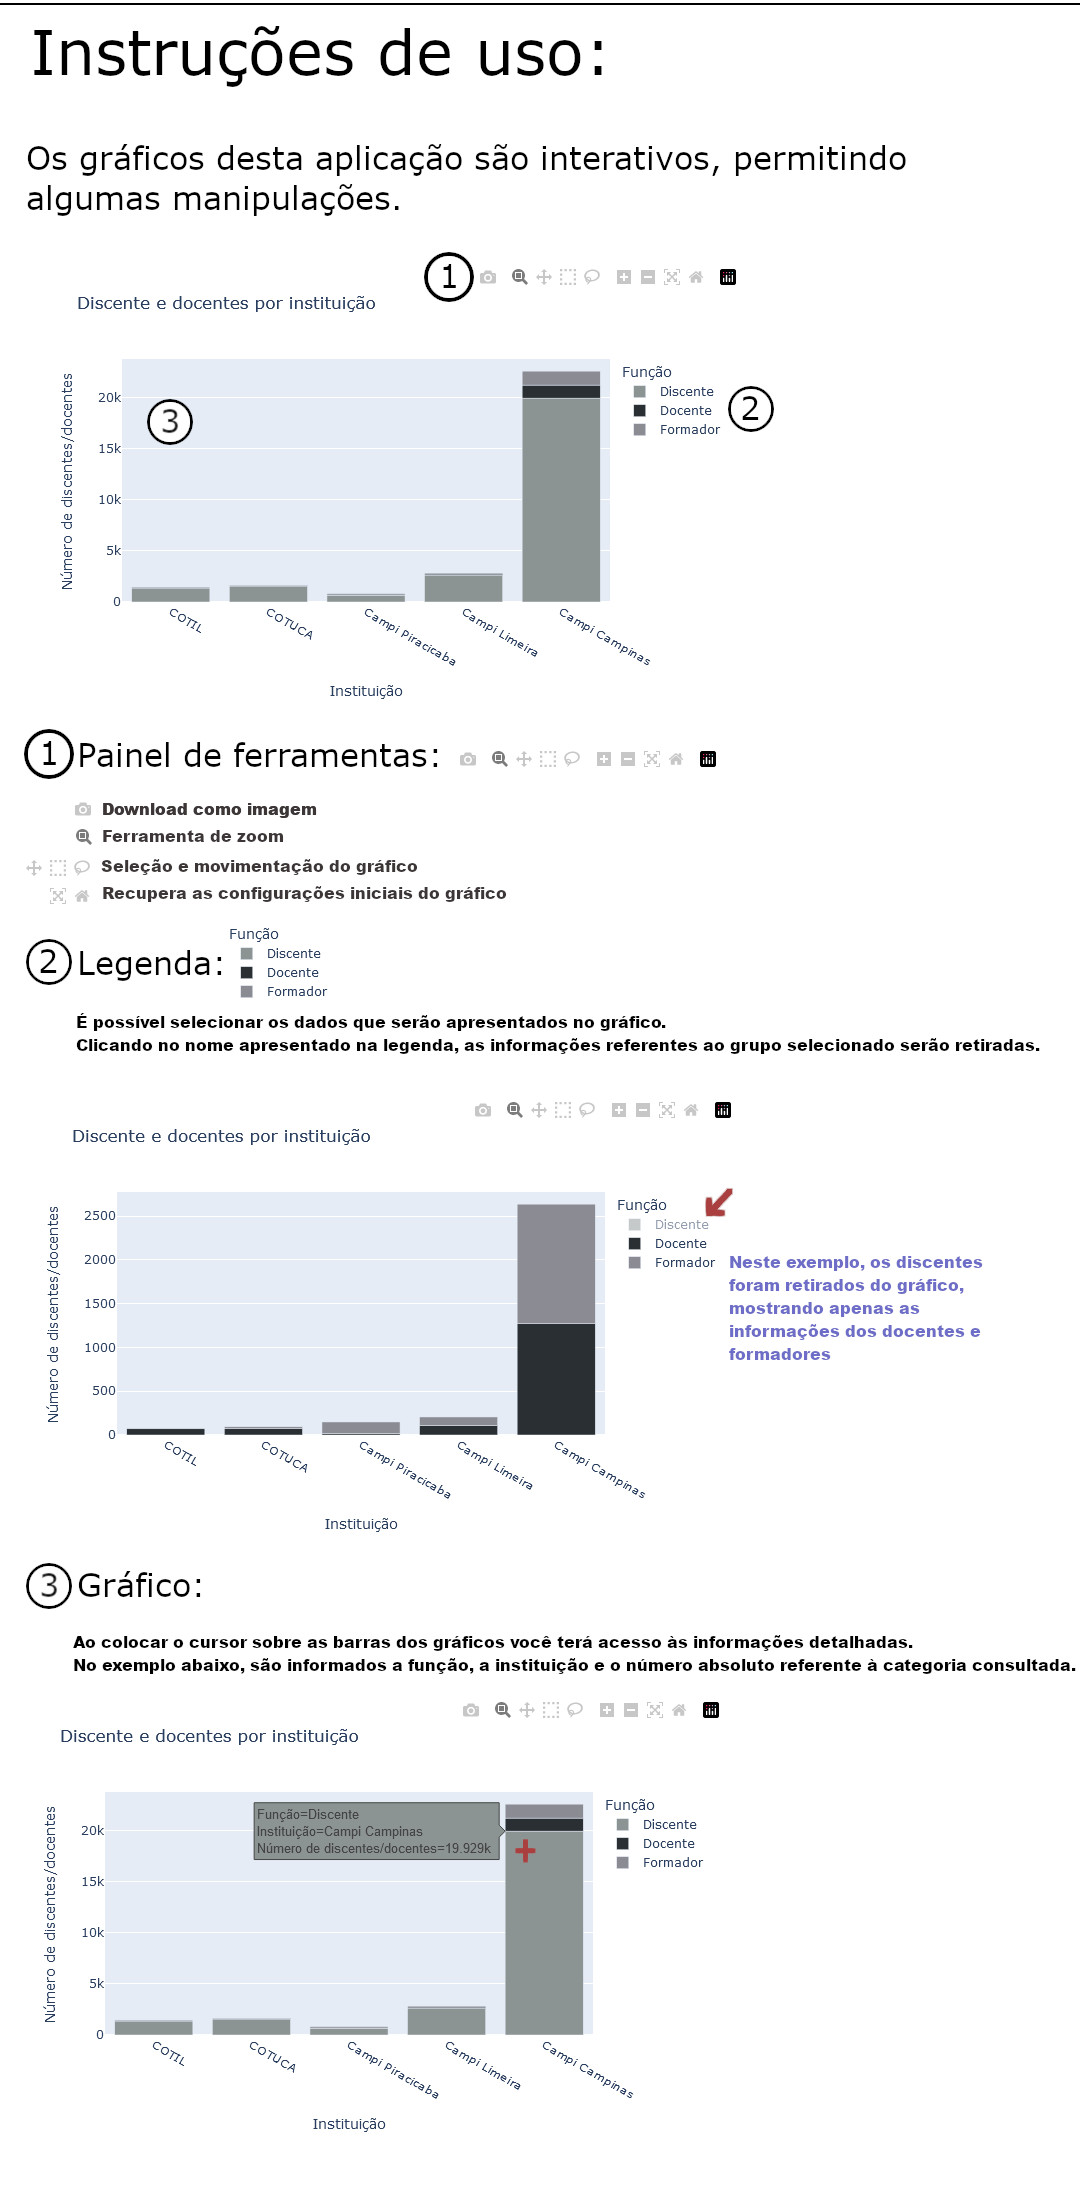 Instruções de uso:
Os gráficos desta aplicação são interativos, permitindo
algumas manipulações.
1
Discente e docentes por instituição
Número de discentes/docentes
20k
15k
10k
5k
0
3
Função
Discente
Docente
Formador
2
COTIL
COTUCA
Campi Piracicaba
Campi Limeira
Campi Campinas
Instituição
1 Painel de ferramentas:
Download como imagem
Ferramenta de zoom
Seleção e movimentação do gráfico
Recupera as configurações iniciais do gráfico
2 Legenda:
Função
Discente
Docente
Formador
É possível selecionar os dados que serão apresentados no gráfico.
Clicando no nome apresentado na legenda, as informações referentes ao grupo selecionado serão retiradas.
Discente e docentes por instituição
Número de discentes/docentes
2500
2000
1500
1000
500
0
Função
Discente
Docente
Formador
Neste exemplo, os discentes
foram retirados do gráfico,
mostrando apenas as
informações dos docentes e
formadores
COTIL
COTUCA
Campi Piracicaba
Campi Limeira
Campi Campinas
Instituição
3 Gráfico:
Ao colocar o cursor sobre as barras dos gráficos você terá acesso às informações detalhadas.
No exemplo abaixo, são informados a função, a instituição e o número absoluto referente à categoria consultada.
Discente e docentes por instituição
Número de discentes/docentes
20k
15k
10k
5k
0
Função=Discente
Instituição=Campi Campinas
Número de discentes/docentes=19.929k
Função
Discente
Docente
Formador
COTIL
COTUCA
Campi Piracicaba
Campi Limeira
Campi Campinas
Instituição